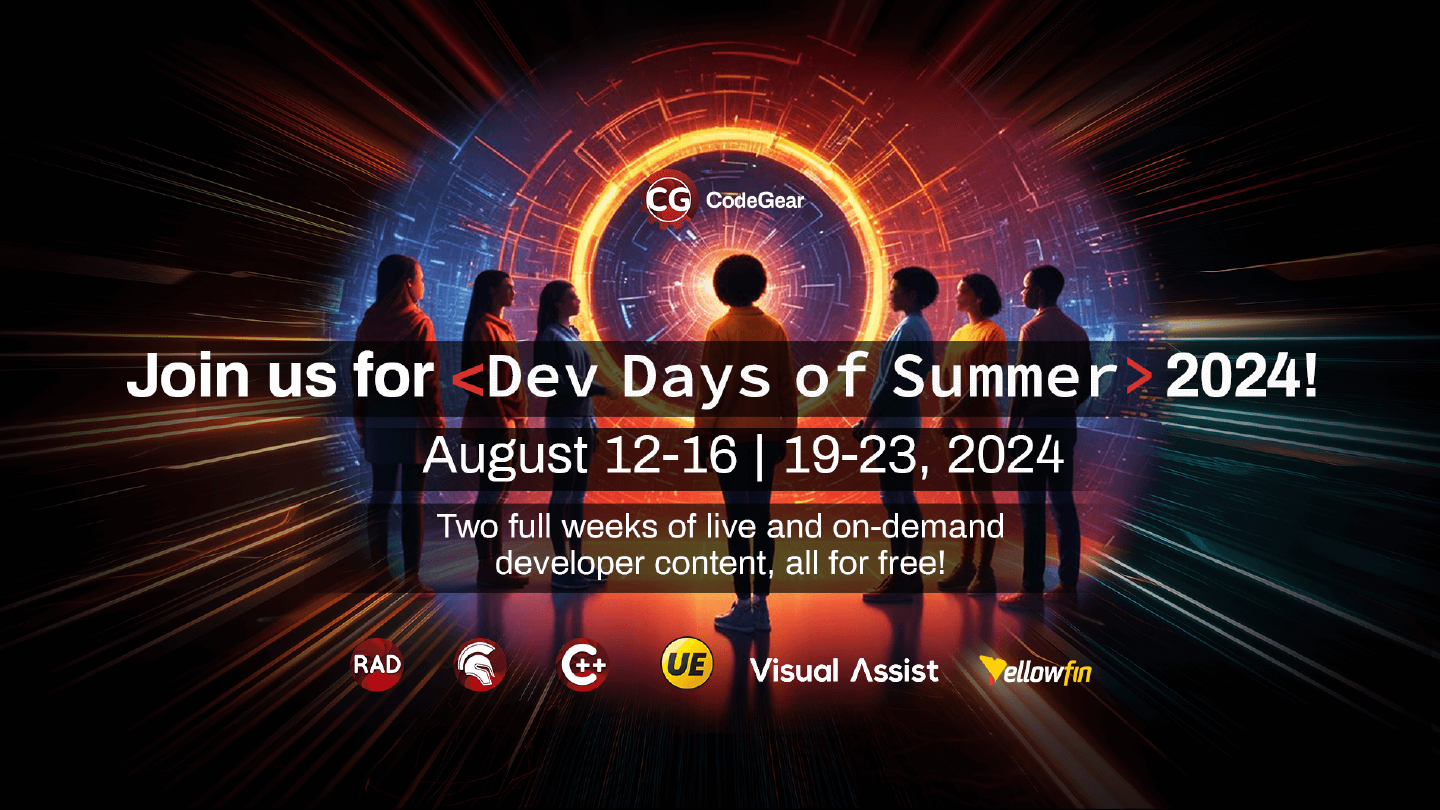 CG CodeGear
Join us for <Dev Days of Summer> 2024!
August 12-16 | 19-23, 2024
Two full weeks of live and on-demand
developer content, all for free!
RAD C++ UE Visual Assist Yellowfin